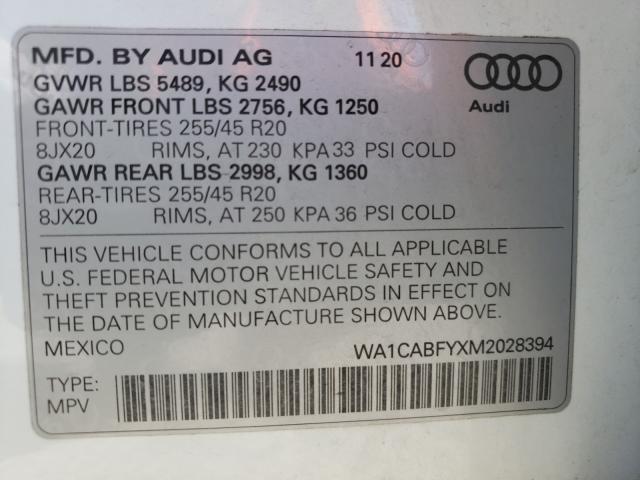 MFD. BY AUDI AG 11 20
GVWR LBS 5489, KG 2490
GAWR FRONT LBS 2756, KG 1250
Audi
FRONT-TIRES 255/45 R20
8JX20 RIMS, AT 230 KPA 33 PSI COLD
GAWR REAR LBS 2998, KG 1360
REAR-TIRES 255/45 R20
8JX20 RIMS, AT 250 KPA 36 PSI COLD
THIS VEHICLE CONFORMS TO ALL APPLICABLE
U.S. FEDERAL MOTOR VEHICLE SAFETY AND
THEFT PREVENTION STANDARDS IN EFFECT ON
THE DATE OF MANUFACTURE SHOWN ABOVE.
MEXICO WA1CABFYXM2028394
TYPE:
MPV